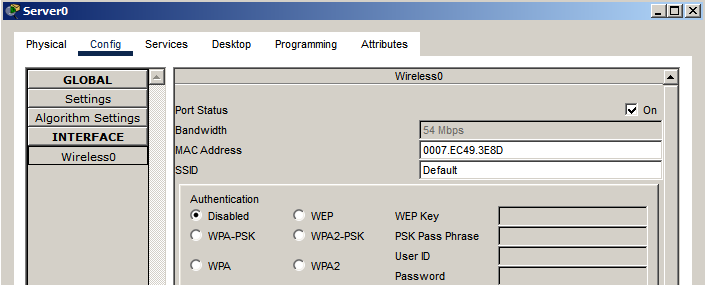 Server0
Physical Config Services Desktop Programming Attributes
GLOBAL
Settings
Algorithm Settings
INTERFACE
Wireless0
Wireless0
Port Status On
Bandwidth 54 Mbps
MAC Address 0007.EC49.3E8D
SSID Default
Authentication
Disabled WEP WEP Key
WPA-PSK WPA2-PSK PSK Pass Phrase
User ID
WPA WPA2
Password